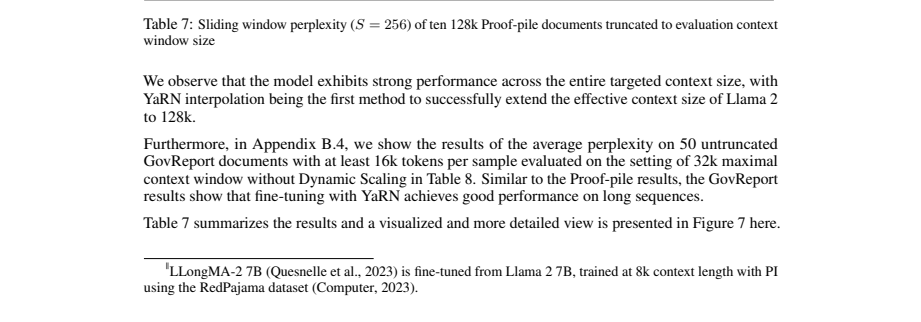 Table 7: Sliding window perplexity (S = 256) of ten 128k Proof-pile documents truncated to evaluation context
window size
We observe that the model exhibits strong performance across the entire targeted context size, with
YaRN interpolation being the first method to successfully extend the effective context size of Llama 2
to 128k.
Furthermore, in Appendix B.4, we show the results of the average perplexity on 50 untruncated
GovReport documents with at least 16k tokens per sample evaluated on the setting of 32k maximal
context window without Dynamic Scaling in Table 8. Similar to the Proof-pile results, the GovReport
results show that fine-tuning with YaRN achieves good performance on long sequences.
Table 7 summarizes the results and a visualized and more detailed view is presented in Figure 7 here.
‖LLongMA-2 7B (Quesnelle et al., 2023) is fine-tuned from Llama 2 7B, trained at 8k context length with PI
using the RedPajama dataset (Computer, 2023).